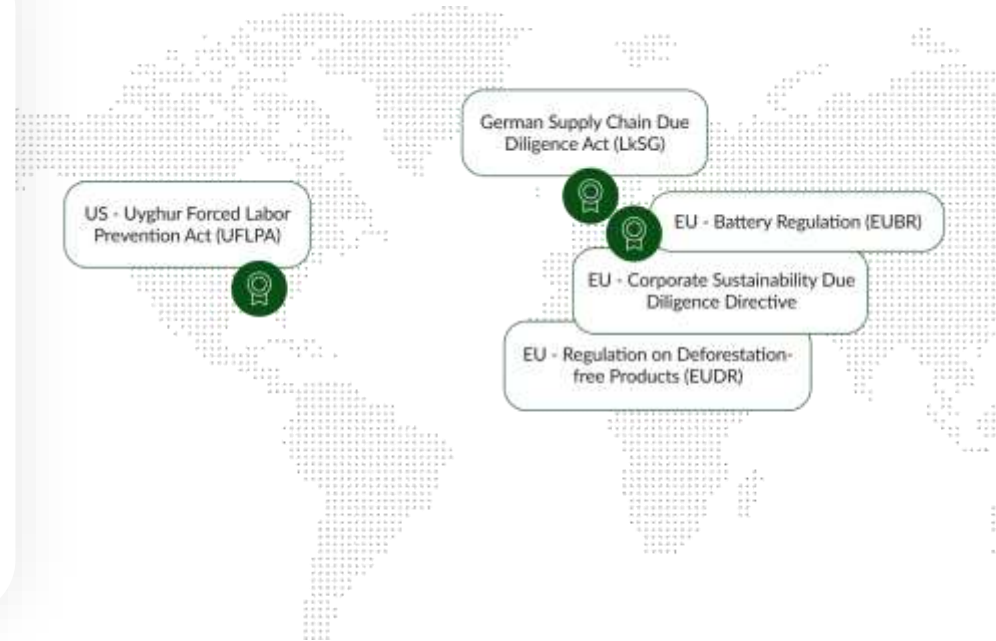 German Supply Chain Due
Diligence Act (LkSG)
US - Uyghur Forced Labor
Prevention Act (UFLPA)
EU - Battery Regulation (EUBR)
EU - Corporate Sustainability Due
Diligence Directive
EU - Regulation on Deforestation-
free Products (EUDR)